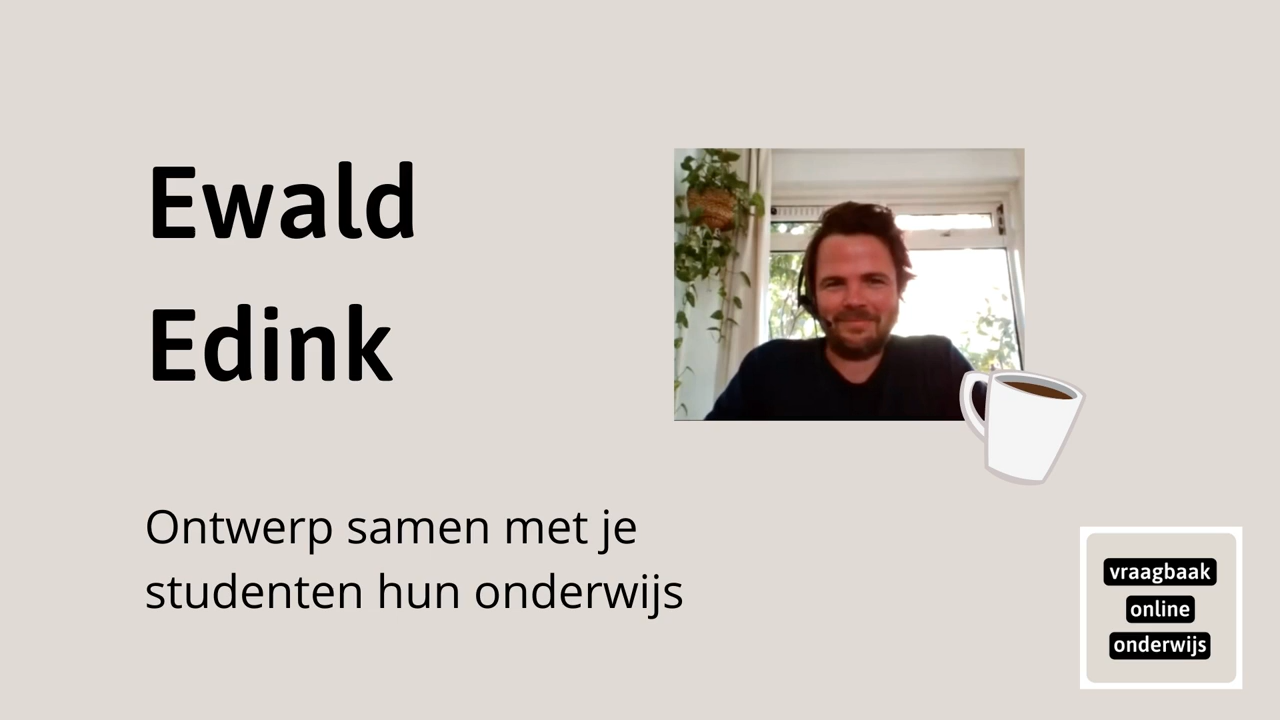 Ewald
Edink
Ontwerp samen met je
studenten hun onderwijs
vraagbaak
online
onderwijs